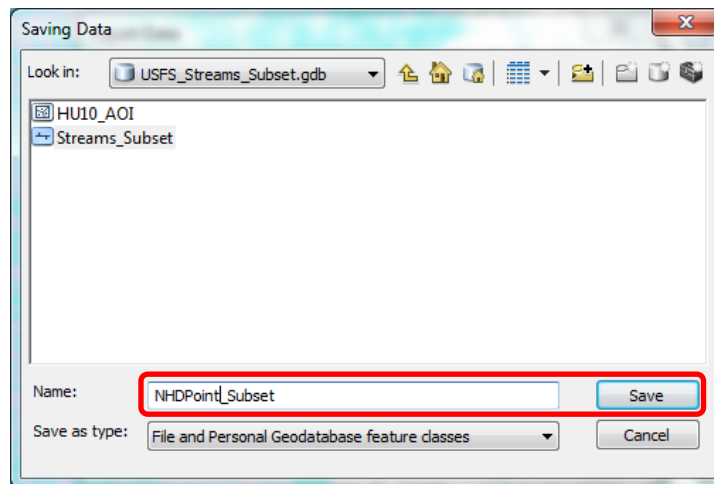 Saving Data
Look in: USFS_Streams_Subset.gdb
HU10_AOI
Streams_Subset
Name: NHDPoint_Subset Save
Save as type: File and Personal Geodatabase feature classes Cancel